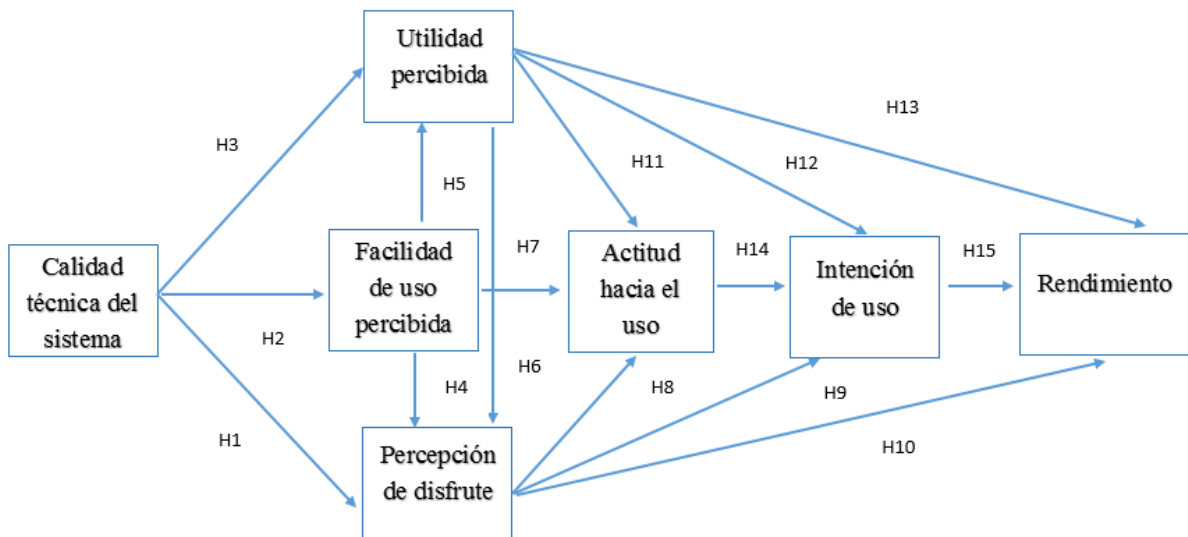 Utilidad
percibida
H13
H3
H11
H12
H5
Calidad
técnica del
sistema
Facilidad
de uso
percibida
H7
Actitud
hacia el
uso
H14
Intención
de uso
H15
Rendimiento
H2
H4
H6
H8
H9
H1
H10
Percepción
de disfrute